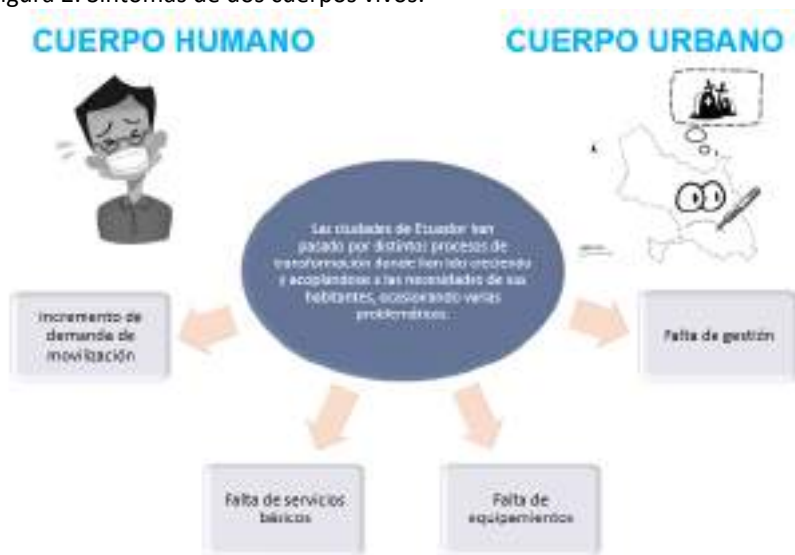 igura 2. Síntomas de dos cuerpos vivos.
CUERPO HUMANO
CUERPO URBANO
Las ciudades de Ecuador han
pasado por distintos procesos de
transformación donde han ido creciendo
y acoplandose a las necesidades de sus
habitantes, ocasionando varias
problemáticas.
Incremento de
demanda de
movilización
Falta de gestión
Falta de servicios
básicos
Falta de
equipamientos